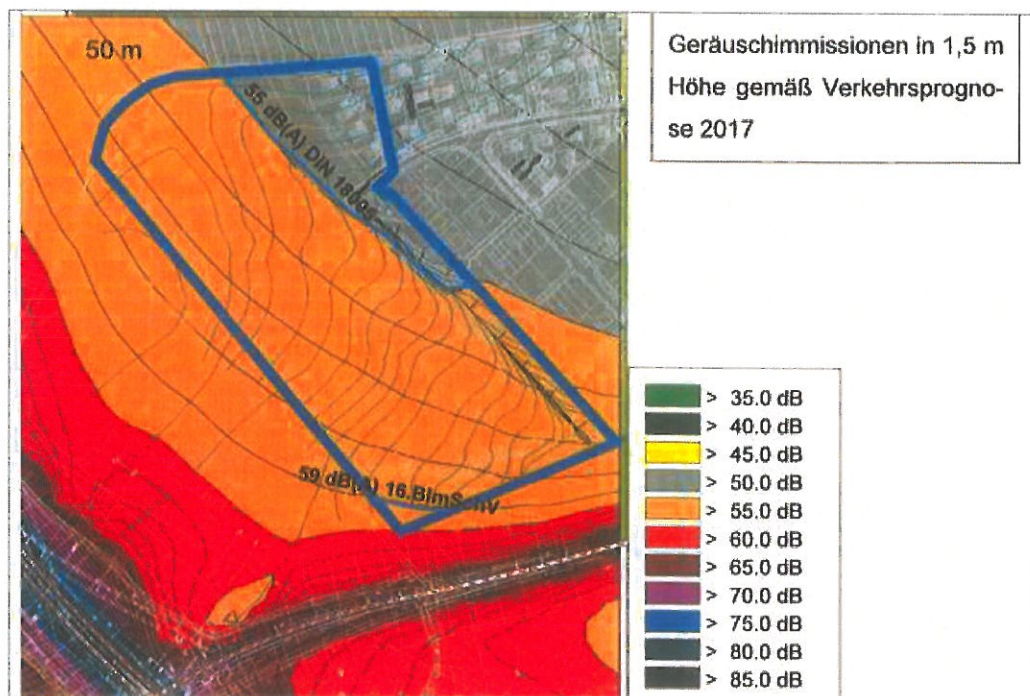 50 m
Geräuschimmissionen in 1,5 m
Höhe gemäß Verkehrsprogno-
se 2017
55 dB(A) DIN 18005
59 dB(A) 16.BImSchV
> 35.0 dB
> 40.0 dB
> 45.0 dB
> 50.0 dB
> 55.0 dB
> 60.0 dB
> 65.0 dB
> 70.0 dB
> 75.0 dB
> 80.0 dB
> 85.0 dB